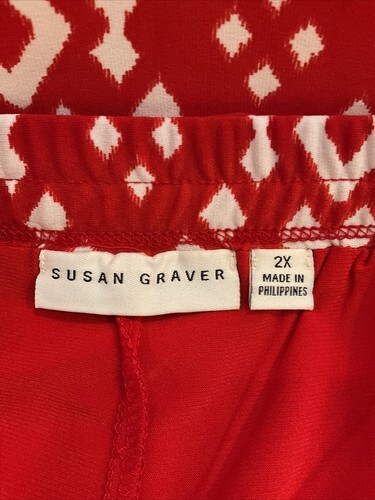 SUSAN GRAVER
2X
MADE IN
PHILIPPINES